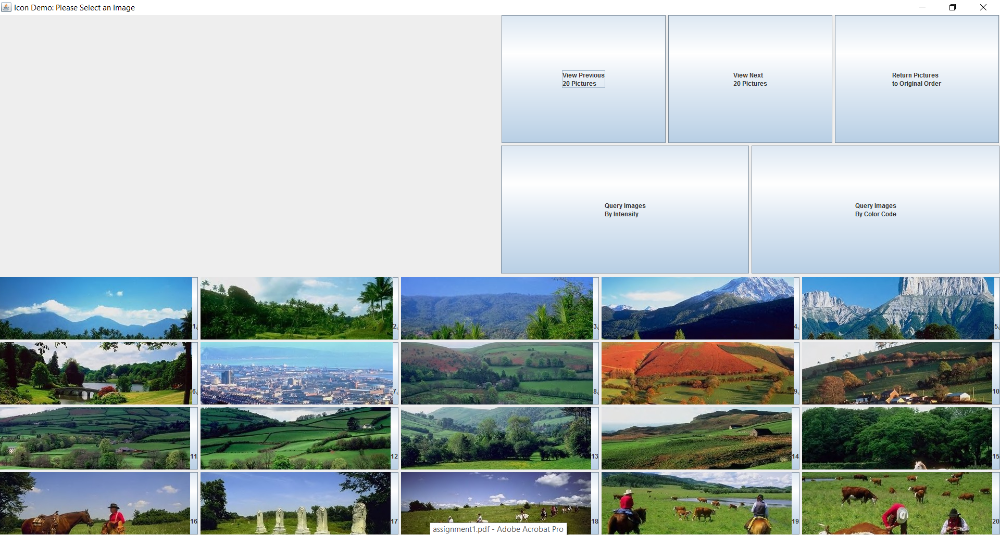 Icon Demo: Please Select an Image
View Previous
20 Pictures
View Next
20 Pictures
Return Pictures
to Original Order
Query Images
By Intensity
Query Images
By Color Code
1.
2.
3.
4.
5.
6.
7.
8.
9.
10
11
12
13
14
15
16
17
18
19
20
assignment1.pdf - Adobe Acrobat Pro